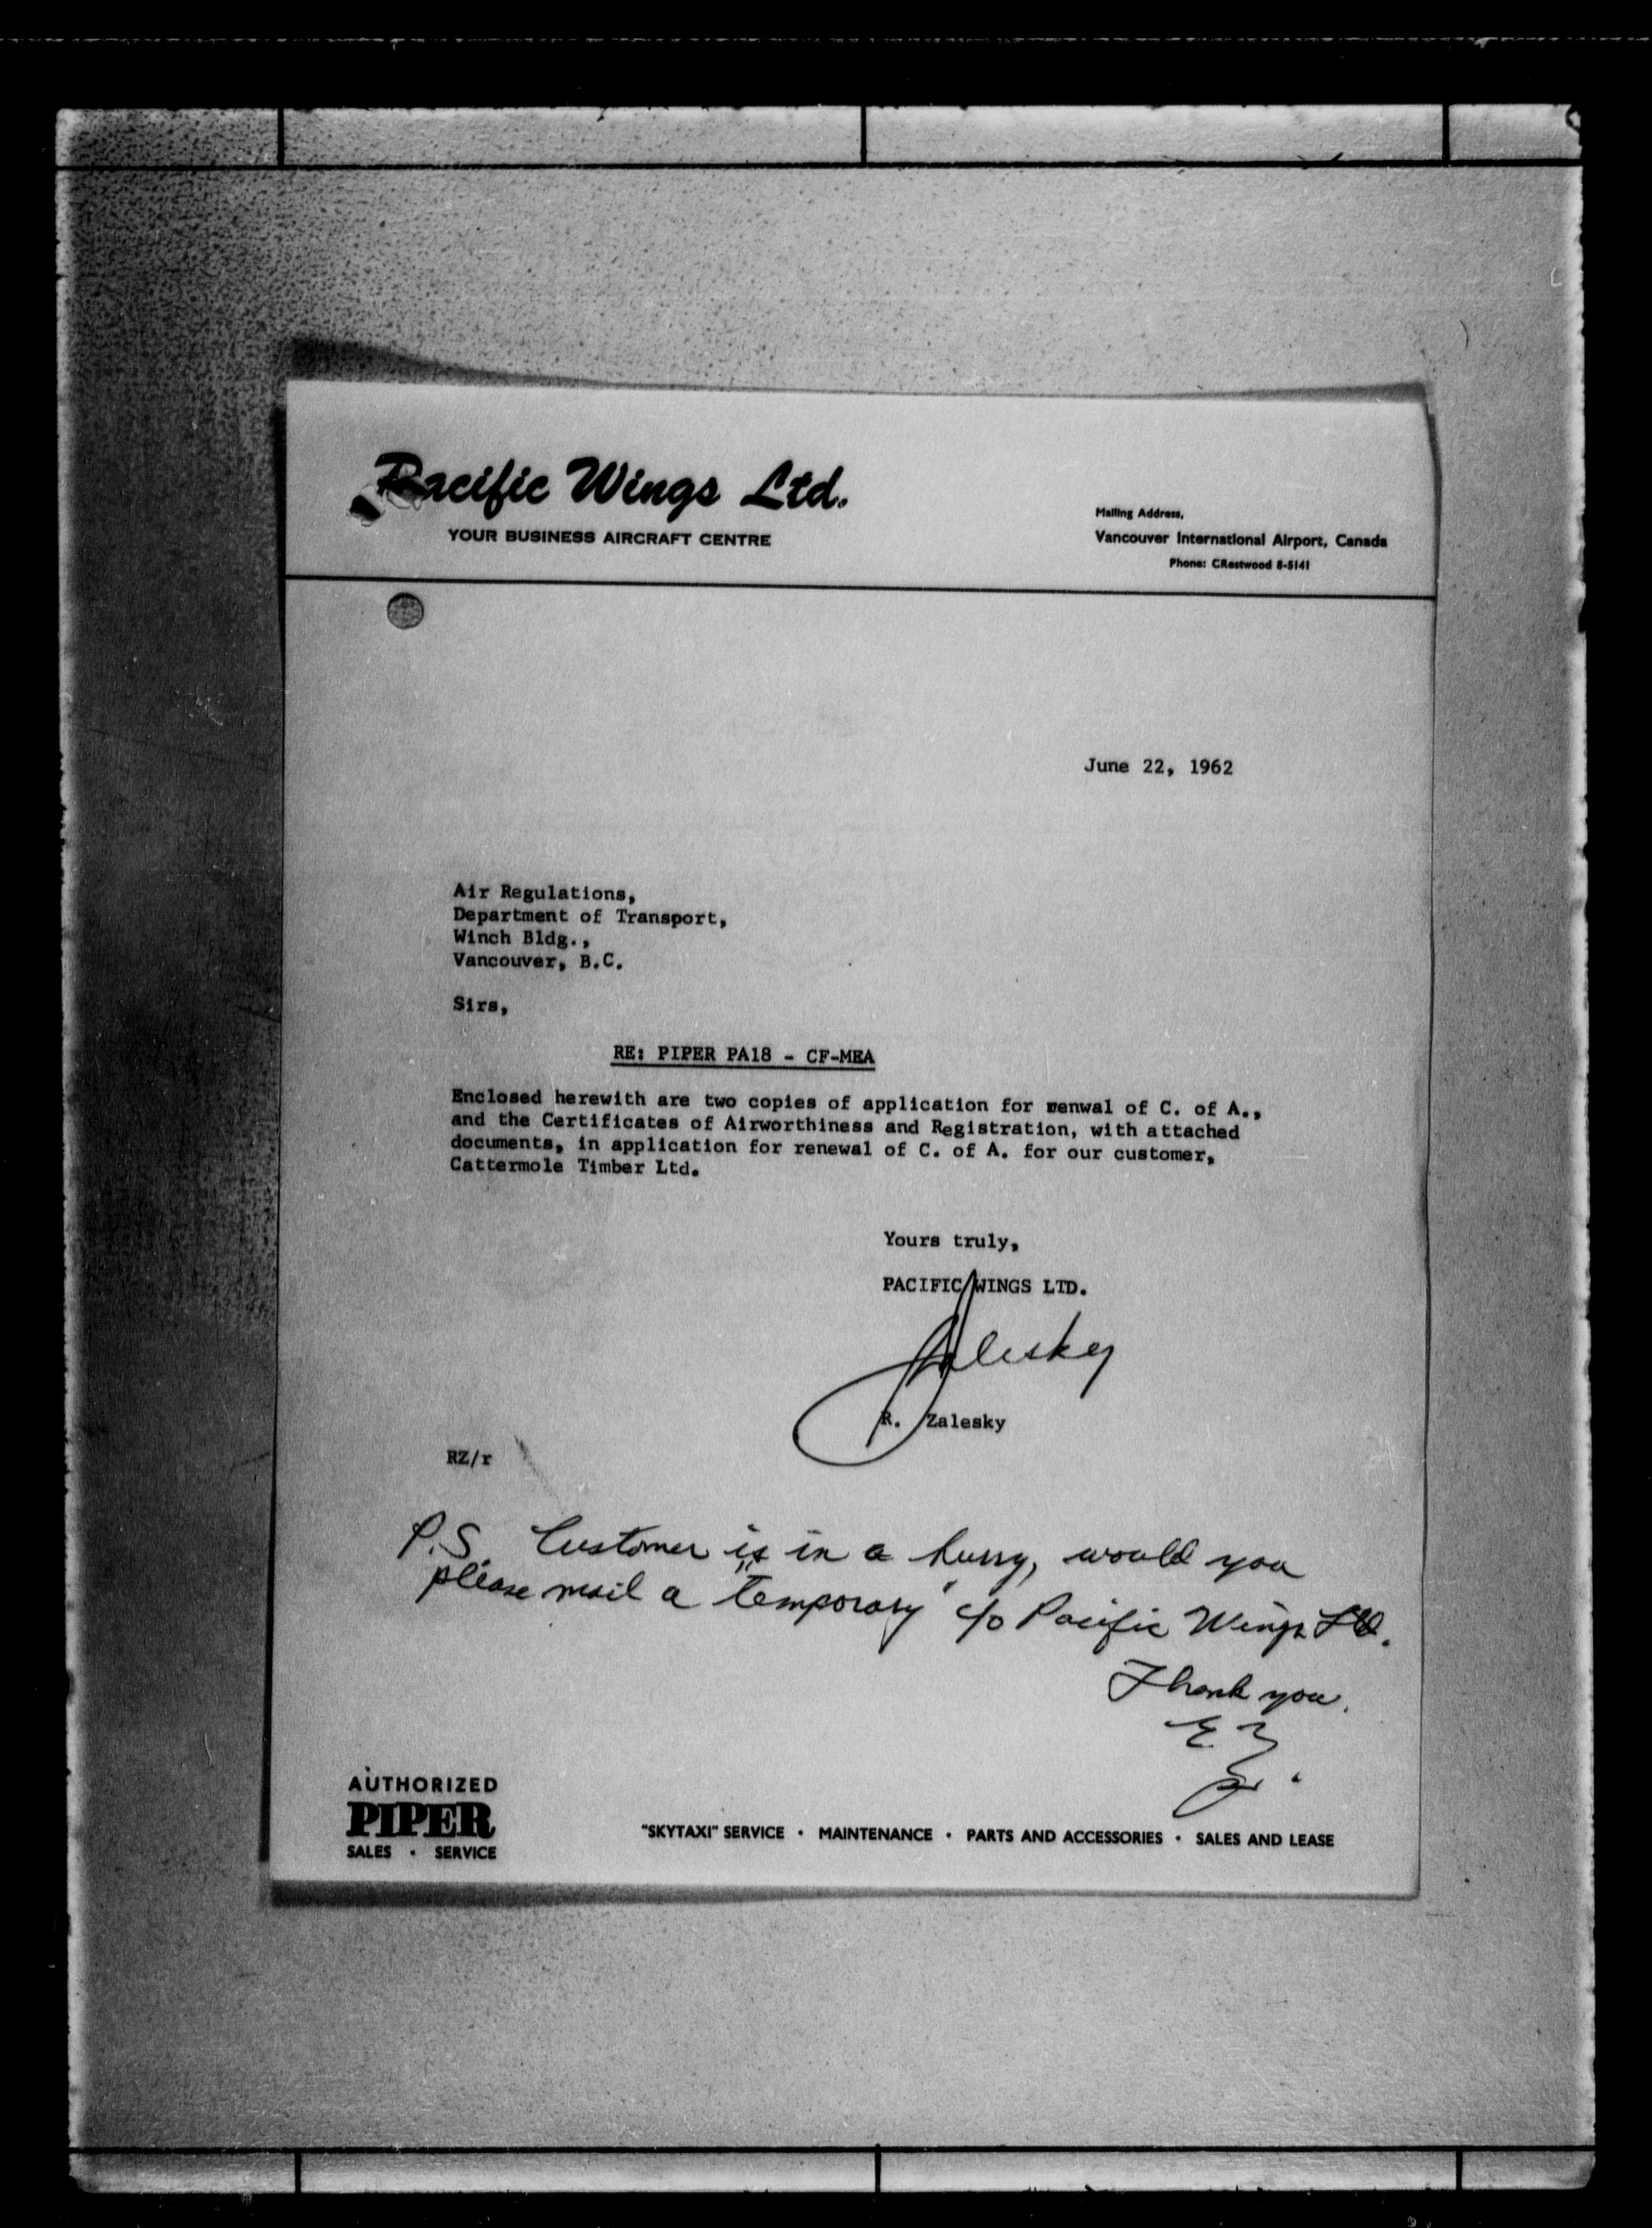 Pacific Wings Ltd.
YOUR BUSINESS AIRCRAFT CENTRE
Mailing Address,
Vancouver International Airport, Canada
Phone: CRestwood 8-5141
June 22, 1962
Air Regulations,
Department of Transport,
Winch Bldg.,
Vancouver, B.C.
Sirs,
RE: PIPER PA18 - CF-MEA
Enclosed herewith are two copies of application for renwal of C. of A.,
and the Certificates of Airworthiness and Registration, with attached
documents, in application for renewal of C. of A. for our customer,
Cattermole Timber Ltd.
Yours truly,
PACIFIC WINGS LTD.
Zalesky
R. Zalesky
RZ/r
P.S. Customer is in a hurry, would you
please mail a "temporary" c/o Pacific Wings Ltd.
Thank you.
AUTHORIZED
PIPER
SALES • SERVICE
"SKYTAXI" SERVICE • MAINTENANCE • PARTS AND ACCESSORIES • SALES AND LEASE